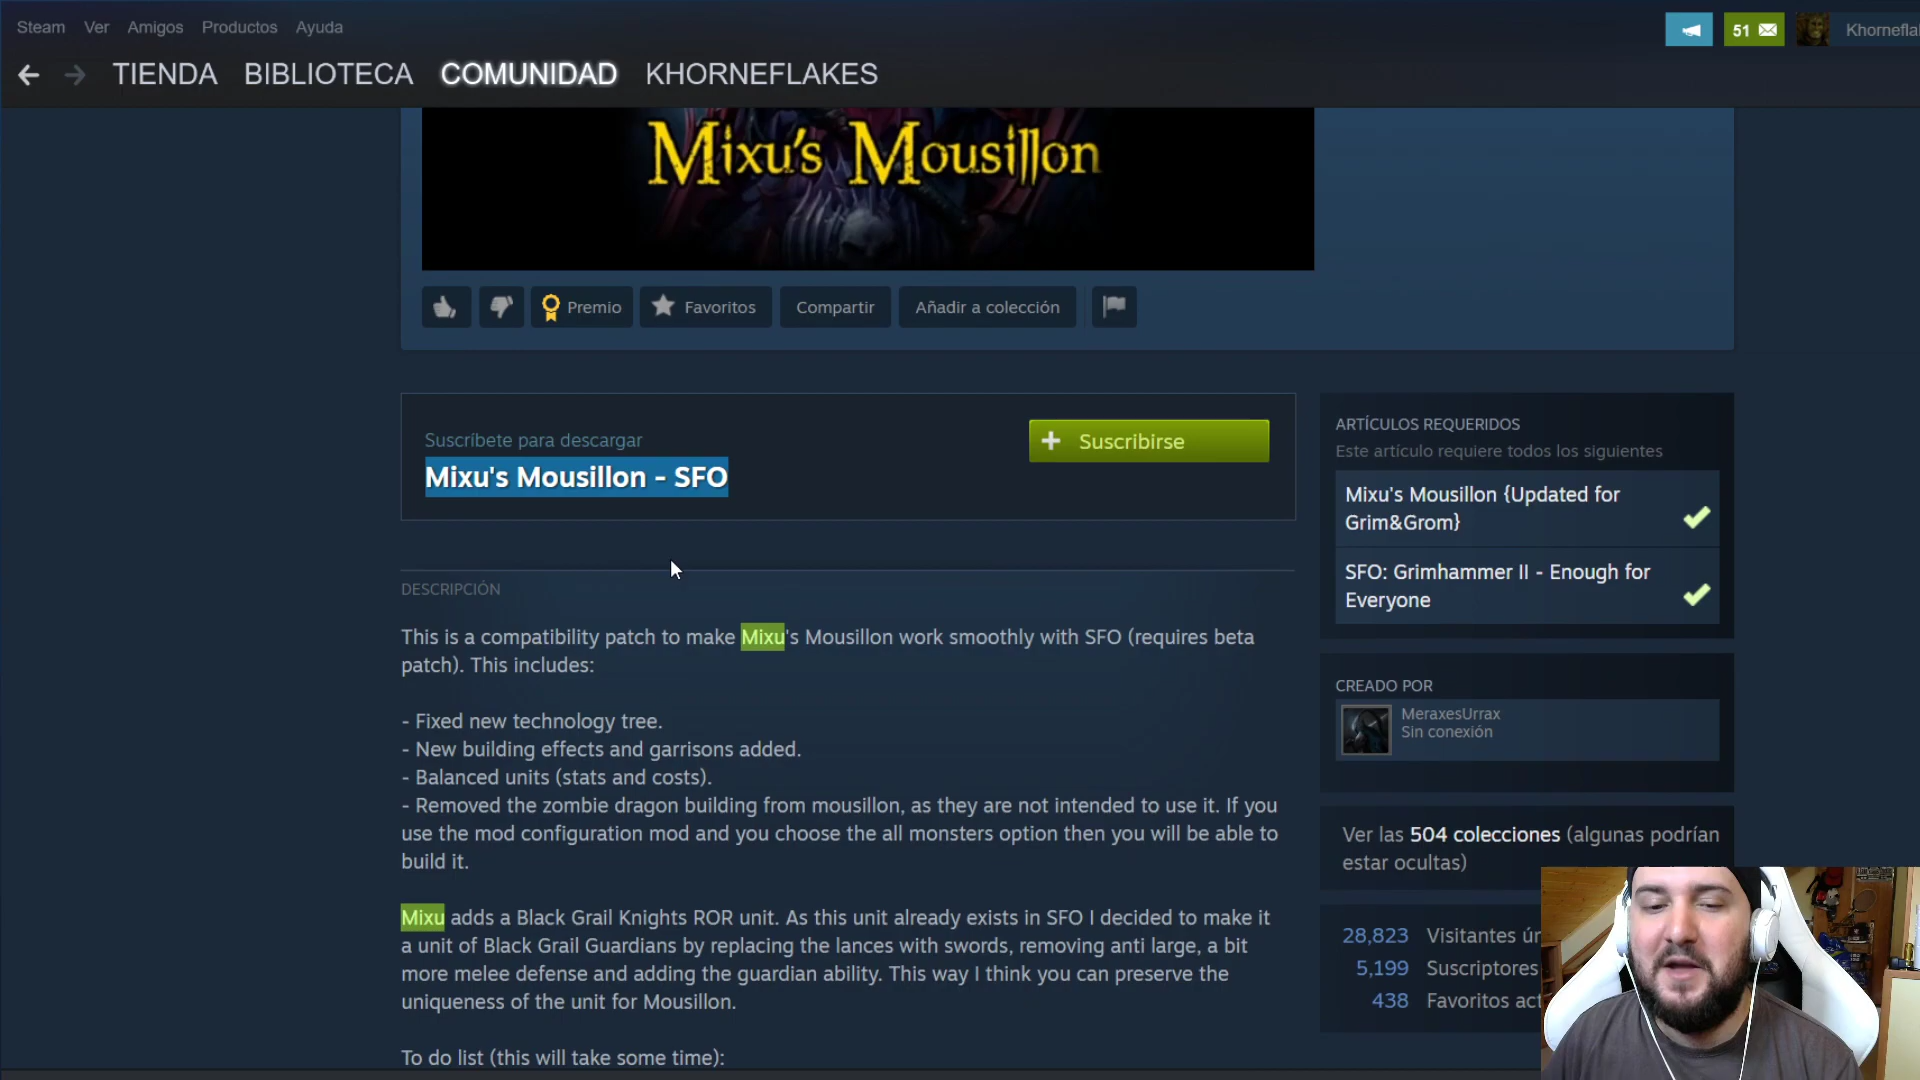 Steam Ver Amigos Productos Ayuda
51
TIENDA BIBLIOTECA COMUNIDAD KHORNEFLAKES
Mixu's Mousillon
Premio Favoritos Compartir Añadir a colección
Suscríbete para descargar
Mixu's Mousillon - SFO
+ Suscribirse
DESCRIPCIÓN
This is a compatibility patch to make Mixu's Mousillon work smoothly with SFO (requires beta
patch). This includes:
- Fixed new technology tree.
- New building effects and garrisons added.
- Balanced units (stats and costs).
- Removed the zombie dragon building from mousillon, as they are not intended to use it. If you
use the mod configuration mod and you choose the all monsters option then you will be able to
build it.
Mixu adds a Black Grail Knights ROR unit. As this unit already exists in SFO I decided to make it
a unit of Black Grail Guardians by replacing the lances with swords, removing anti large, a bit
more melee defense and adding the guardian ability. This way I think you can preserve the
uniqueness of the unit for Mousillon.
To do list (this will take some time):
ARTÍCULOS REQUERIDOS
Este artículo requiere todos los siguientes
Mixu's Mousillon {Updated for
Grim&Grom}
SFO: Grimhammer II - Enough for
Everyone
CREADO POR
MeraxesUrrax
Sin conexión
Ver las 504 colecciones (algunas podrían
estar ocultas)
28,823 Visitantes
5,199 Suscriptores
438 Favoritos